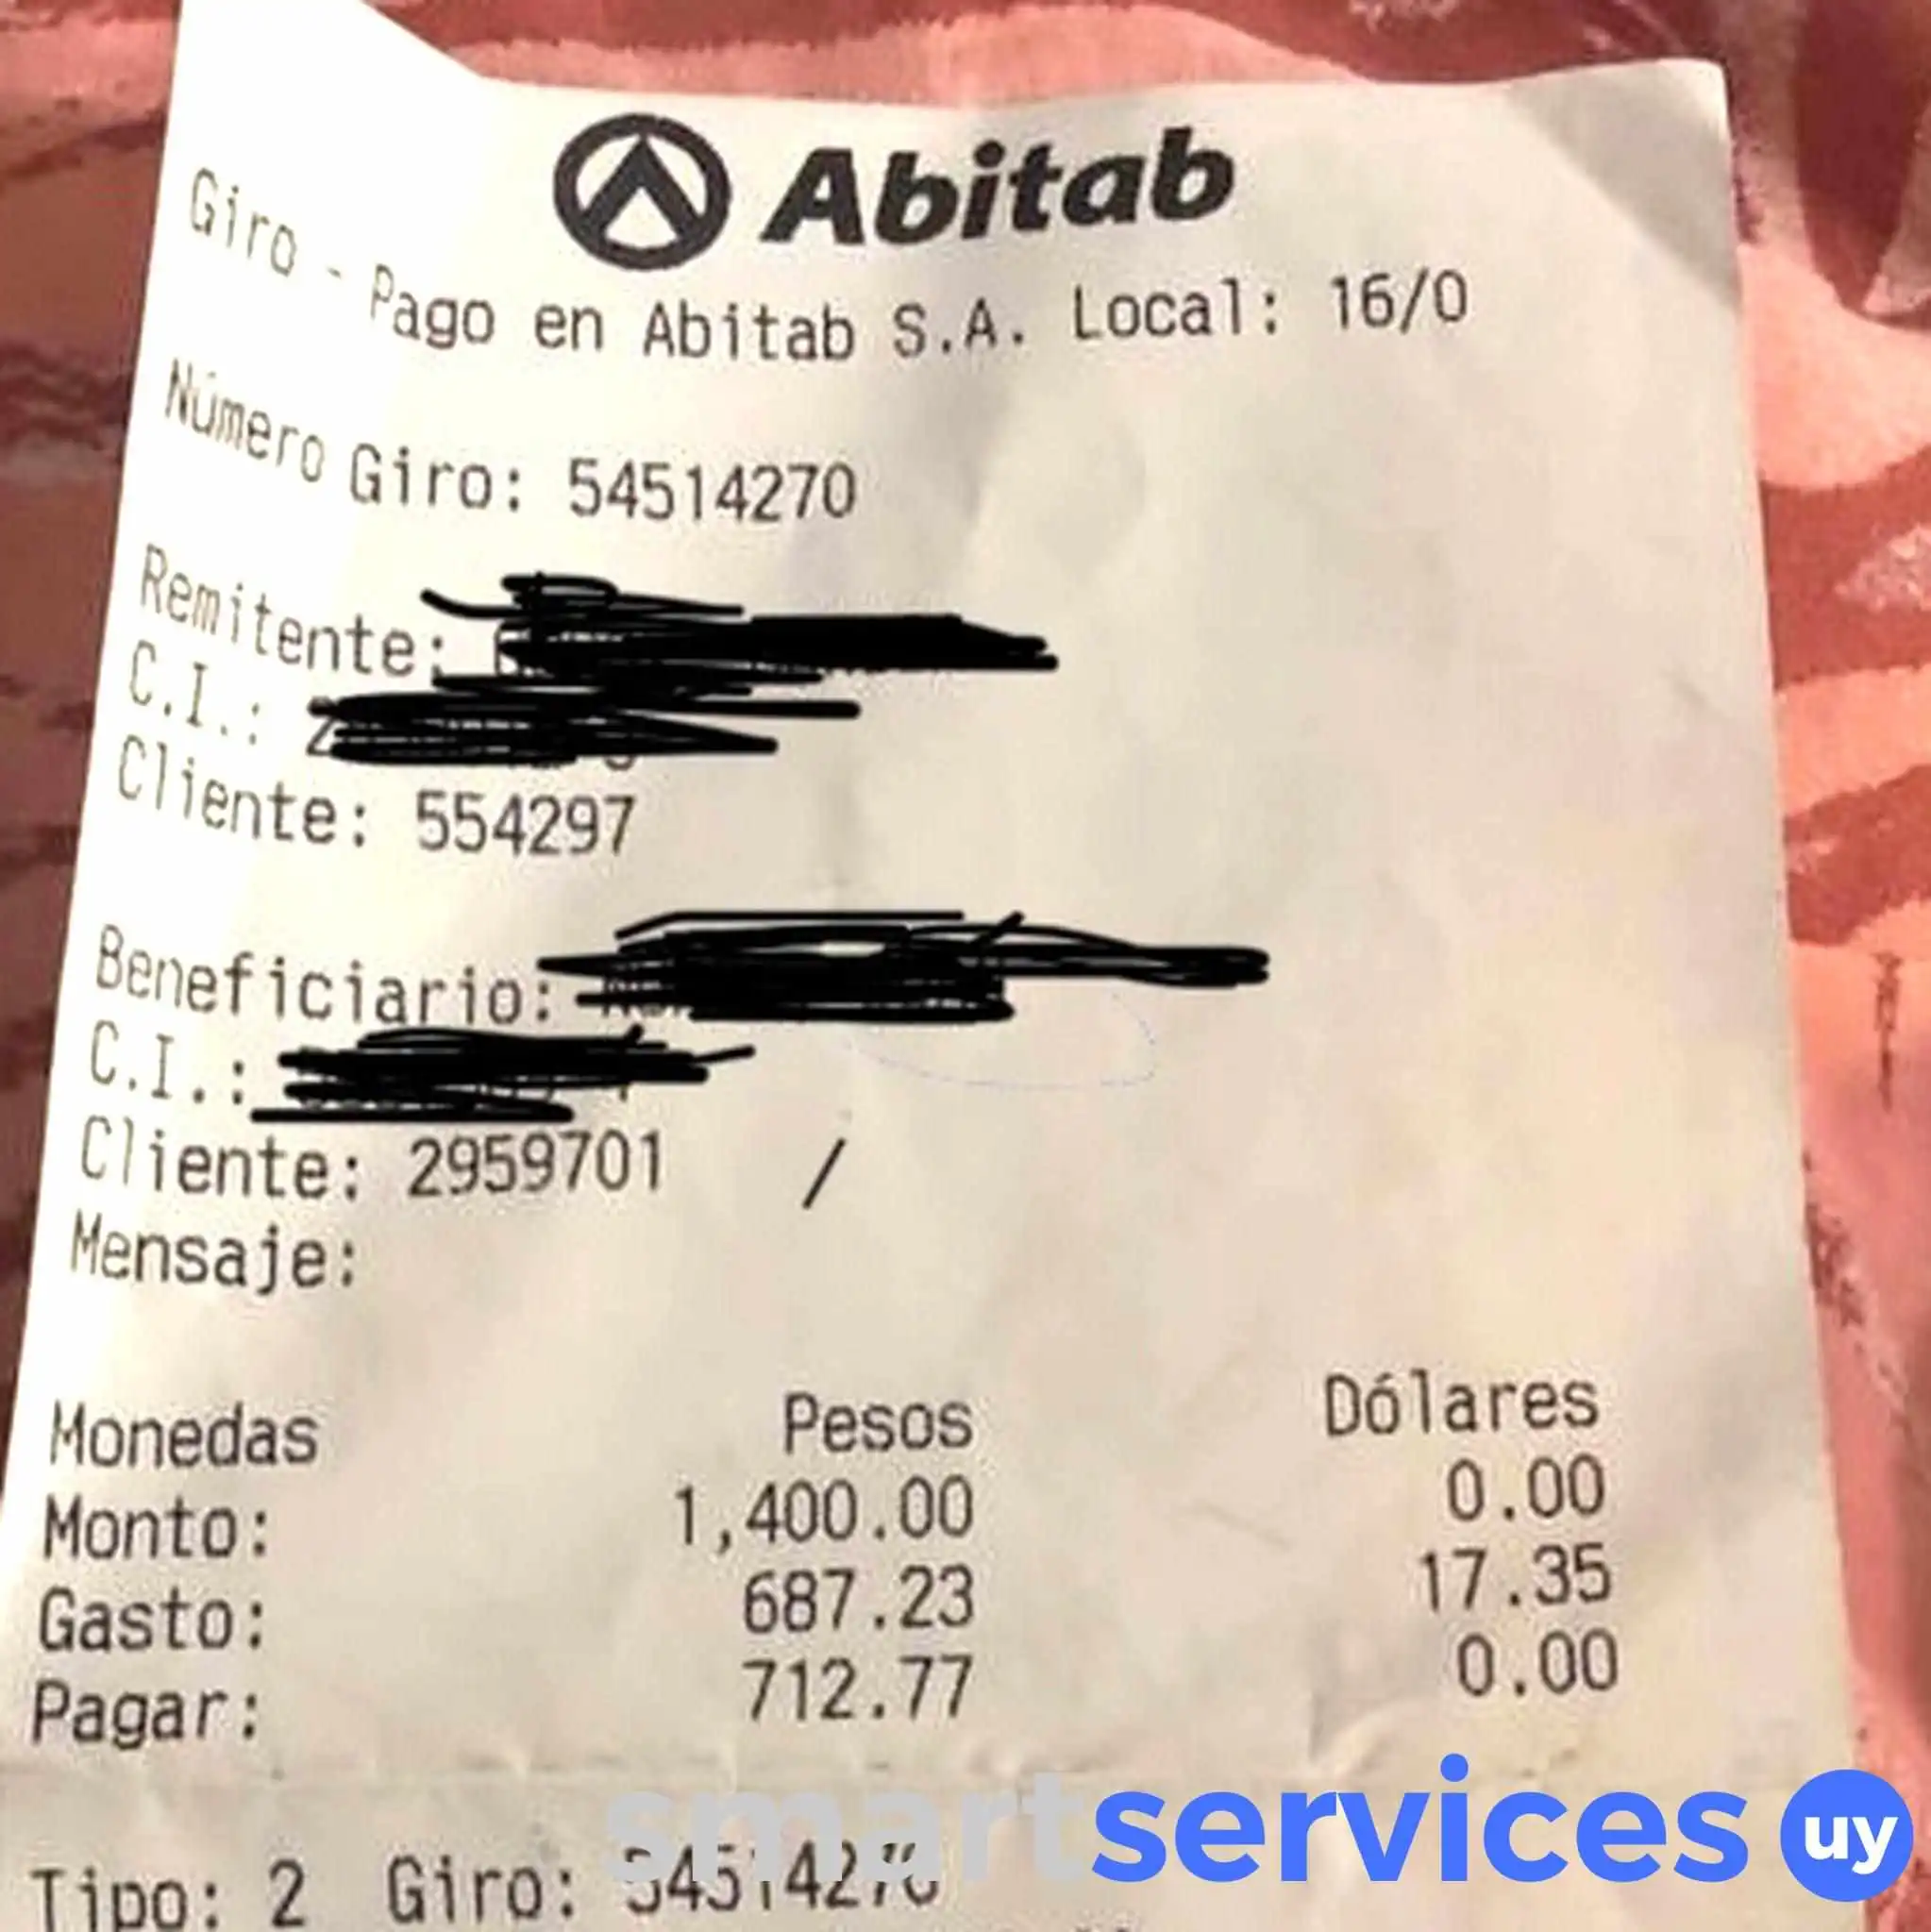 Abitab
Giro - Pago en Abitab S.A. Local: 16/0
Número Giro: 54514270
Remitente:
C.I.:
Cliente: 554297
Beneficiario:
C.I.:
Cliente: 2959701 /
Mensaje:
Monedas Pesos Dólares
Monto: 1,400.00 0.00
Gasto: 687.23 17.35
Pagar: 712.77 0.00
smartservices uy
Tipo: 2 Giro: 54514270